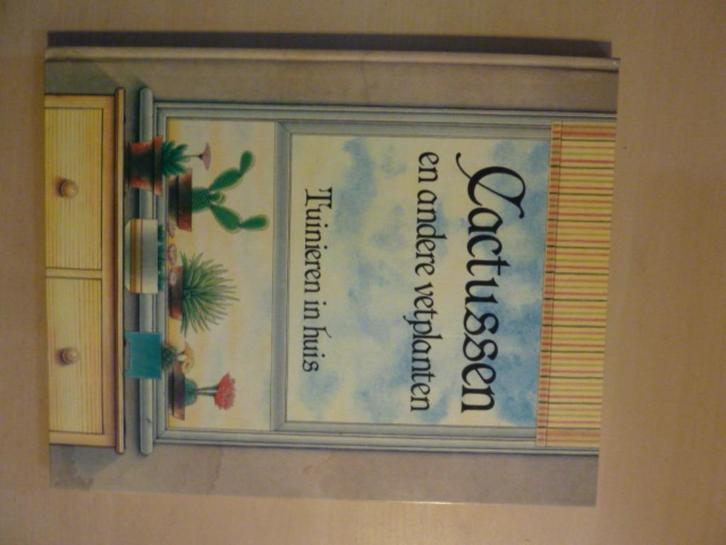 Cactussen
en andere vetplanten
Tuinieren in huis